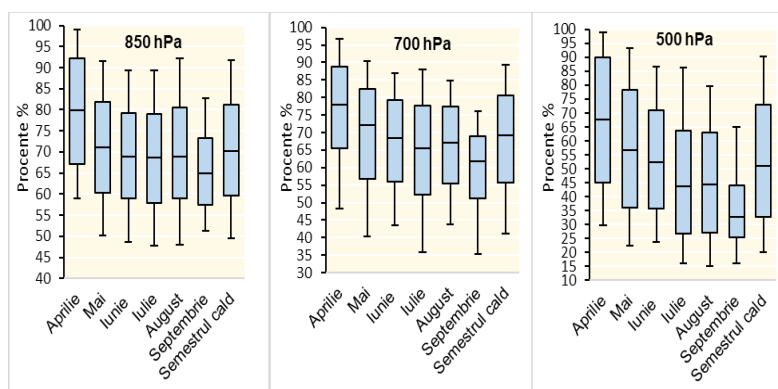 850 hPa
Procente %
100
95
90
85
80
75
70
65
60
55
50
45
40
Aprilie
Mai
Iunie
Iulie
August
Septembrie
Semestrul cald
700 hPa
Procente %
100
95
90
85
80
75
70
65
60
55
50
45
40
35
30
Aprilie
Mai
Iunie
Iulie
August
Septembrie
Semestrul cald
500 hPa
Procente %
100
95
90
85
80
75
70
65
60
55
50
45
40
35
30
25
20
15
10
Aprilie
Mai
Iunie
Iulie
August
Septembrie
Semestrul cald